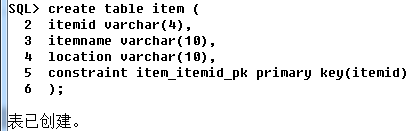 SQL> create table item (
2 itemid varchar(4),
3 itemname varchar(10),
4 location varchar(10),
5 constraint item_itemid_pk primary key(itemid)
6 );
表已创建。